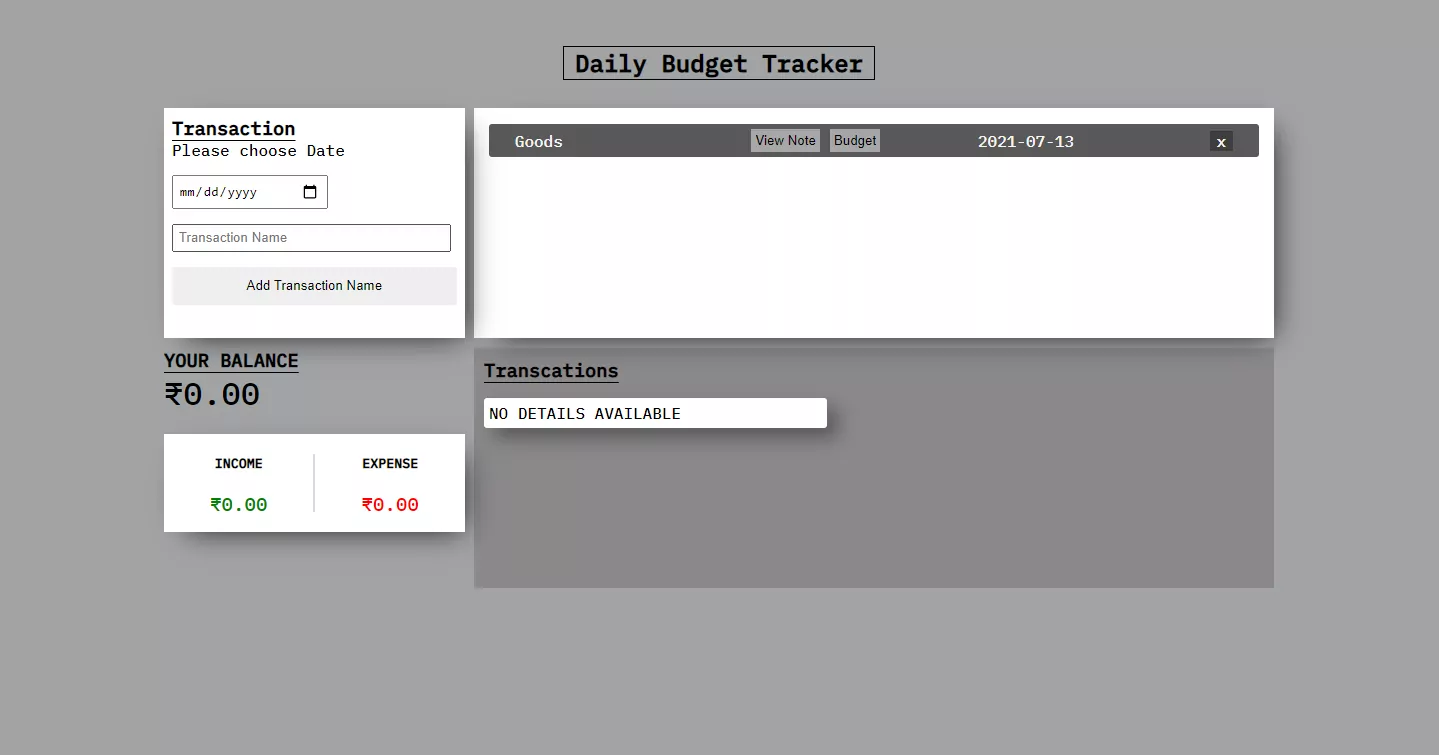 Daily Budget Tracker
Transaction
Please choose Date
mm/dd/yyyy
Transaction Name
Add Transaction Name
Goods View Note Budget 2021-07-13 x
YOUR BALANCE
₹0.00
INCOME EXPENSE
₹0.00 ₹0.00
Transcations
NO DETAILS AVAILABLE